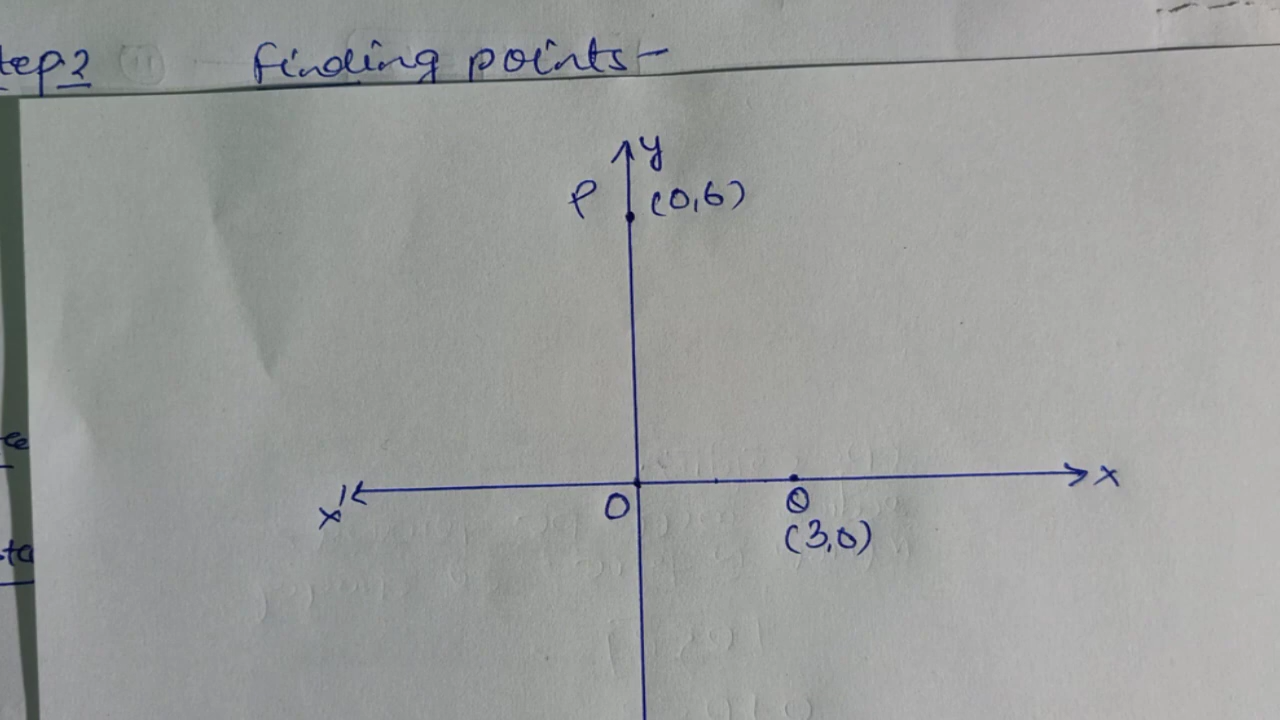 tep2 finding points-
y
P (0,6)
x' x
O Q
(3,0)